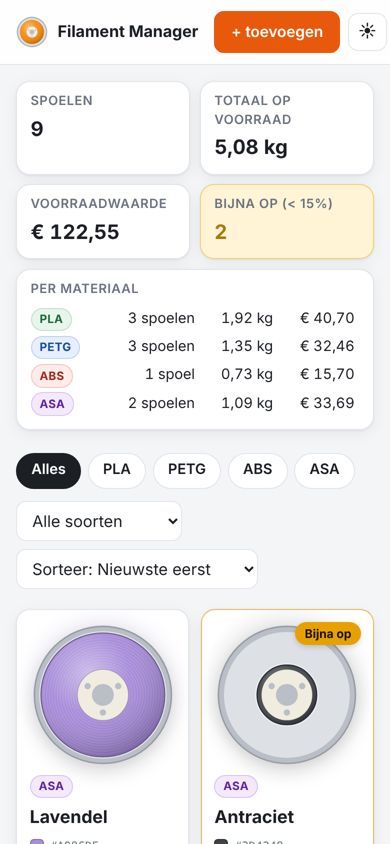 Filament Manager
+ toevoegen
SPOELEN
9
TOTAAL OP
VOORRAAD
5,08 kg
VOORRAADWAARDE
€ 122,55
BIJNA OP (< 15%)
2
PER MATERIAAL
PLA 3 spoelen 1,92 kg € 40,70
PETG 3 spoelen 1,35 kg € 32,46
ABS 1 spoel 0,73 kg € 15,70
ASA 2 spoelen 1,09 kg € 33,69
Alles PLA PETG ABS ASA
Alle soorten
Sorteer: Nieuwste eerst
Bijna op
ASA
Lavendel
ASA
Antraciet